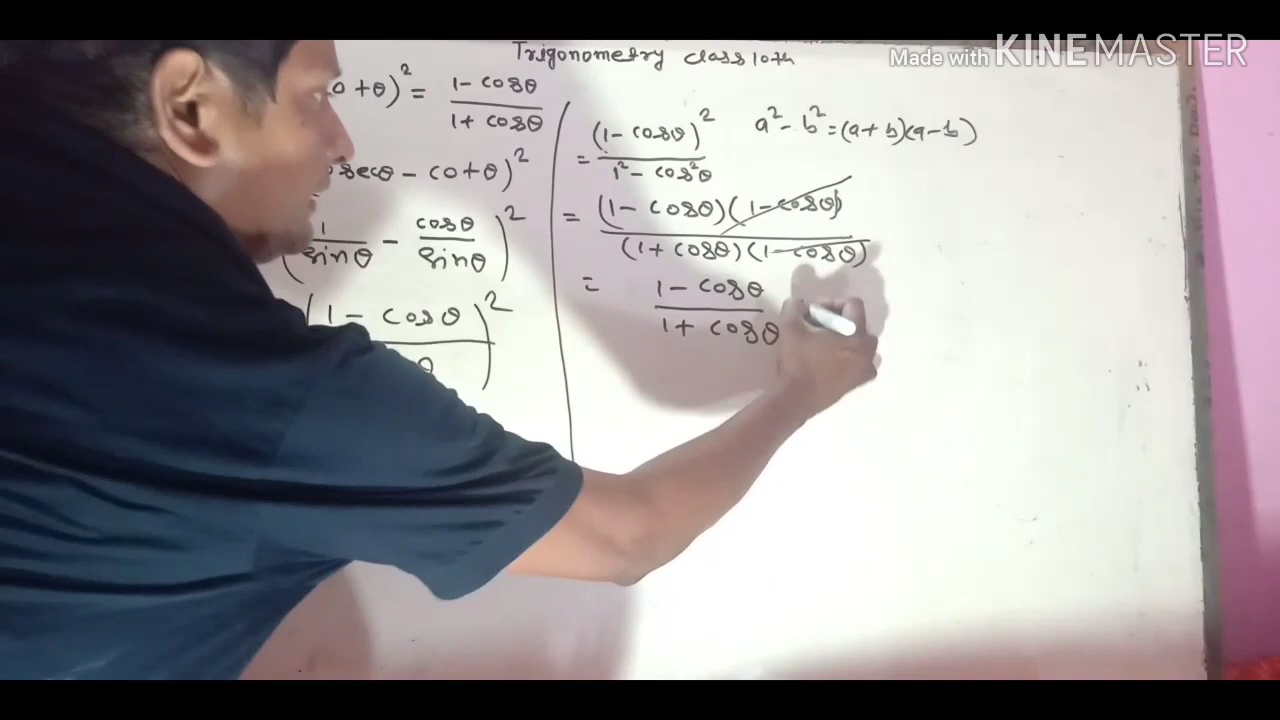 Made with KINEMASTER
Trigonometry class 10th
θ)² = 1 - cosθ / 1 + cosθ
cotθ)²
(1/sinθ - cosθ/sinθ)²
(1 - cosθ / θ)²
= (1 - cosθ)² / 1² - cos²θ
a² - b² = (a + b)(a - b)
= (1 - cosθ)(1 - cosθ) / (1 + cosθ)(1 - cosθ)
= 1 - cosθ / 1 + cosθ